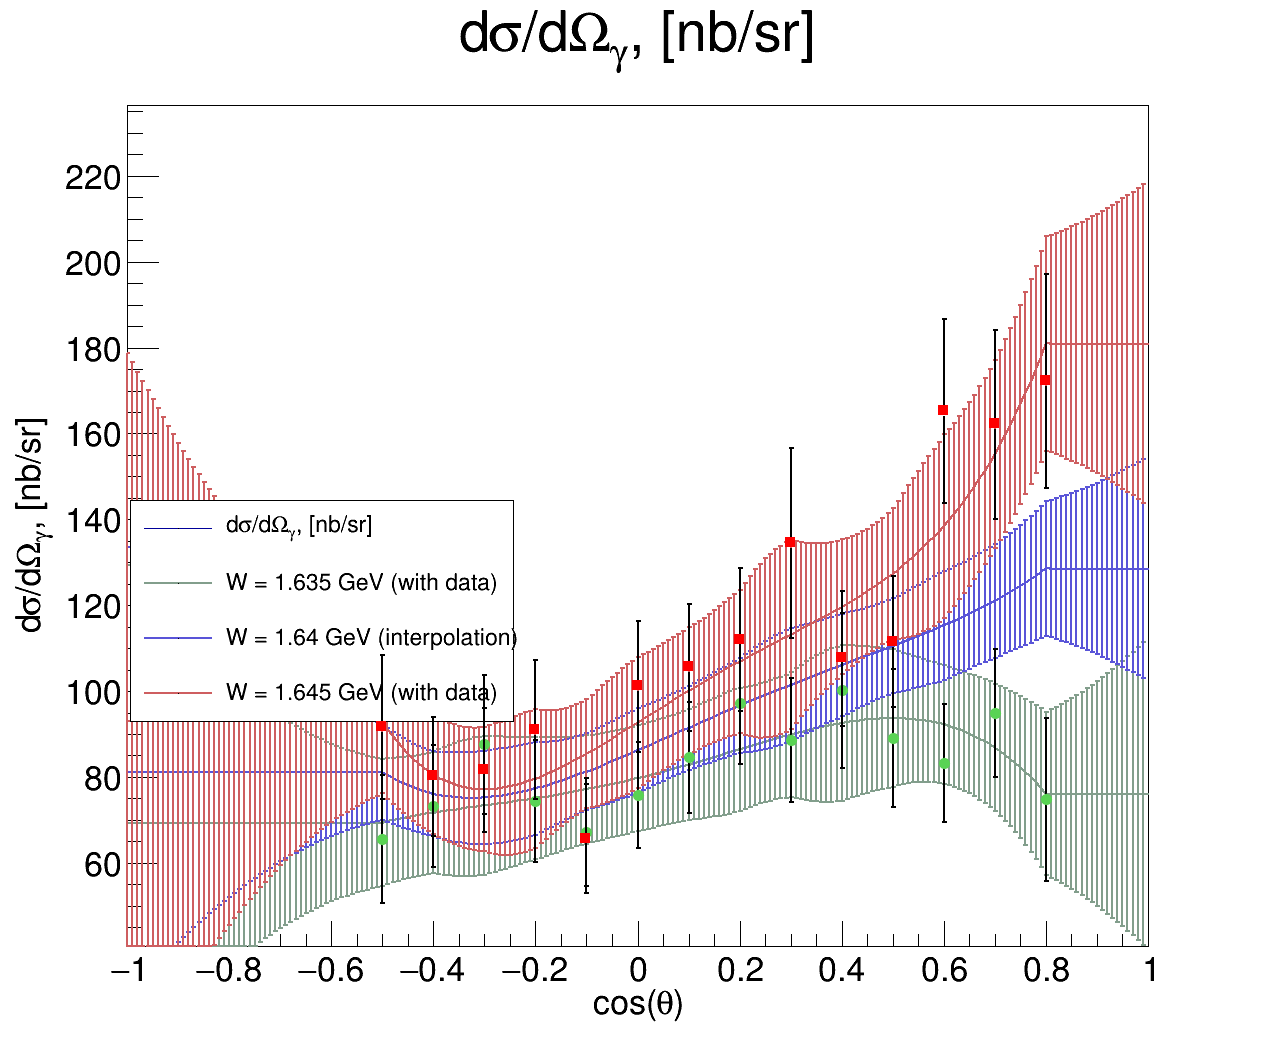 dσ/dΩγ, [nb/sr]
dσ/dΩγ, [nb/sr]
220
200
180
160
140
120
100
80
60
dσ/dΩγ, [nb/sr]
W = 1.635 GeV (with data)
W = 1.64 GeV (interpolation)
W = 1.645 GeV (with data)
−1 −0.8 −0.6 −0.4 −0.2 0 0.2 0.4 0.6 0.8 1
cos(θ)